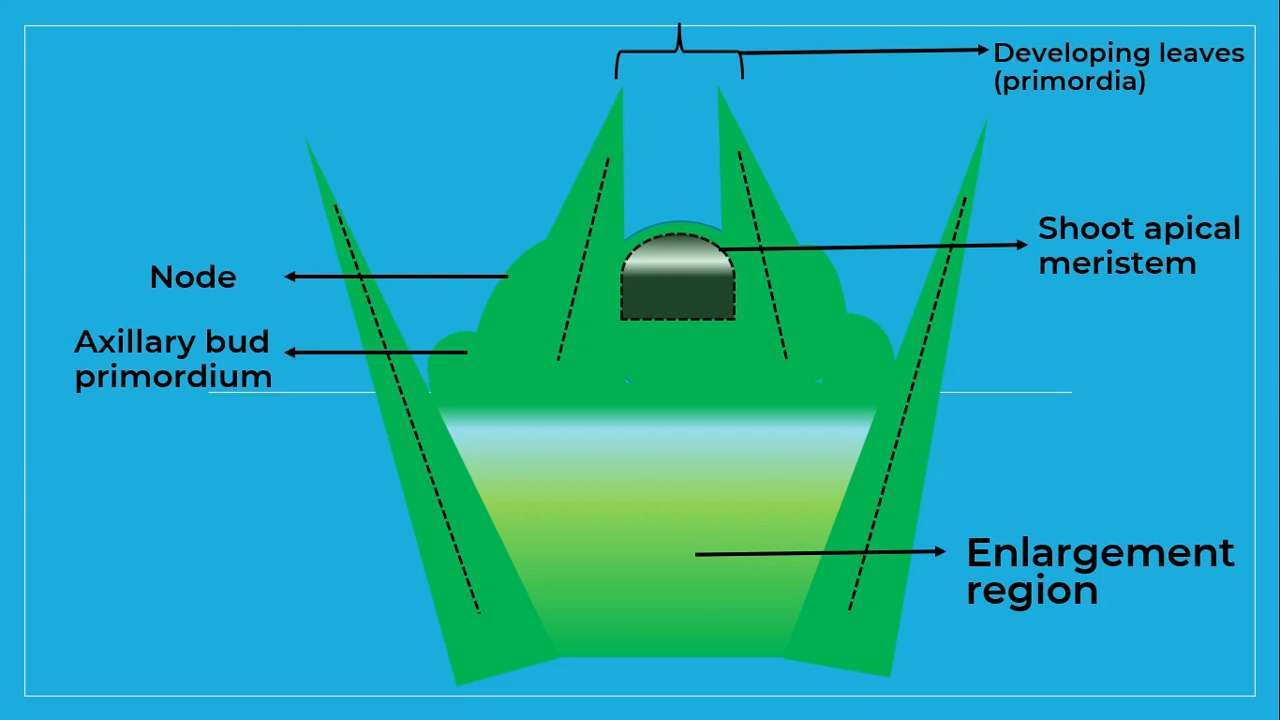 Developing leaves
(primordia)
Shoot apical
meristem
Node
Axillary bud
primordium
Enlargement
region